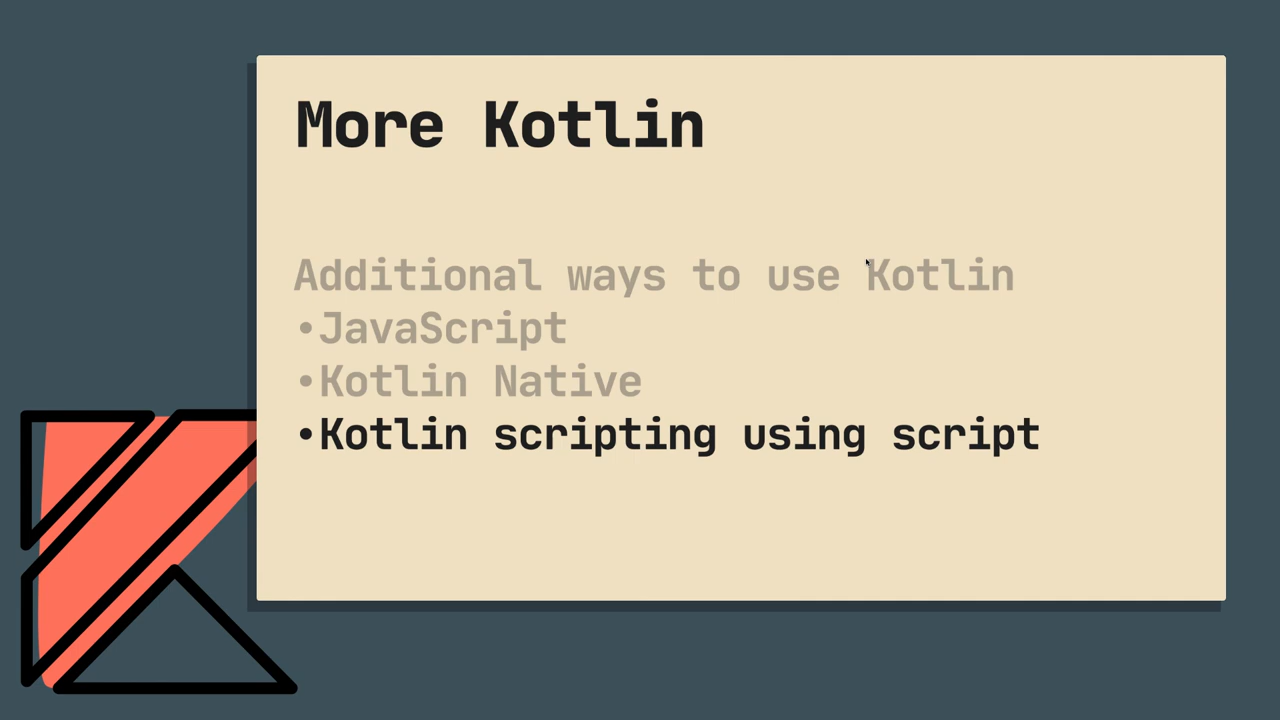 More Kotlin
Additional ways to use Kotlin
•JavaScript
•Kotlin Native
•Kotlin scripting using script